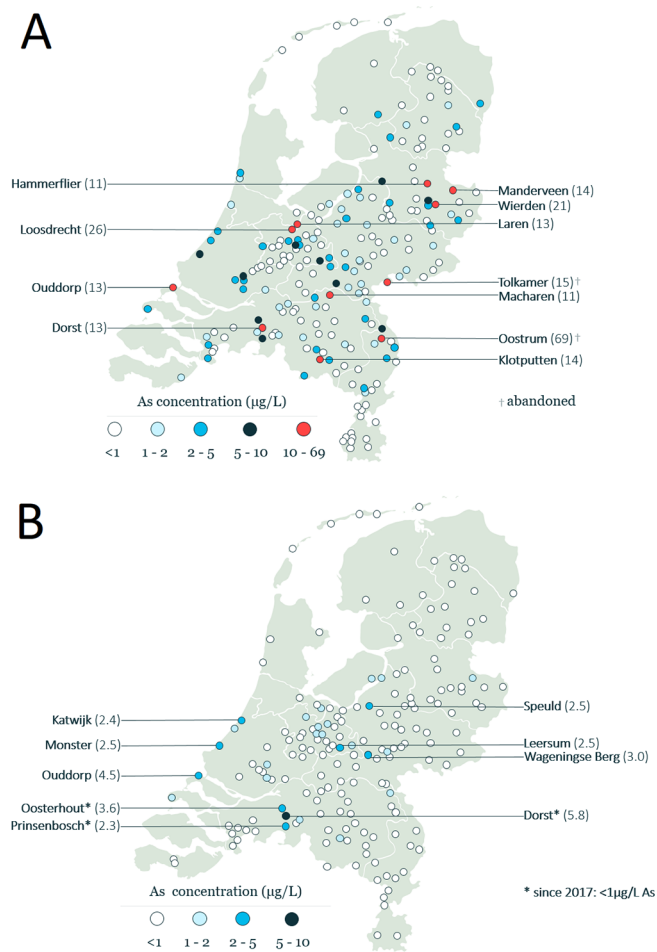 A
Hammerflier (11)
Manderveen (14)
Wierden (21)
Loosdrecht (26)
Laren (13)
Ouddorp (13)
Tolkamer (15)†
Macharen (11)
Dorst (13)
Oostrum (69)†
Klotputten (14)
As concentration (µg/L)
† abandoned
<1 1 - 2 2 - 5 5 - 10 10 - 69
B
Katwijk (2.4)
Speuld (2.5)
Monster (2.5)
Leersum (2.5)
Wageningse Berg (3.0)
Ouddorp (4.5)
Oosterhout* (3.6)
Dorst* (5.8)
Prinsenbosch* (2.3)
As concentration (µg/L)
* since 2017: <1µg/L As
<1 1 - 2 2 - 5 5 - 10